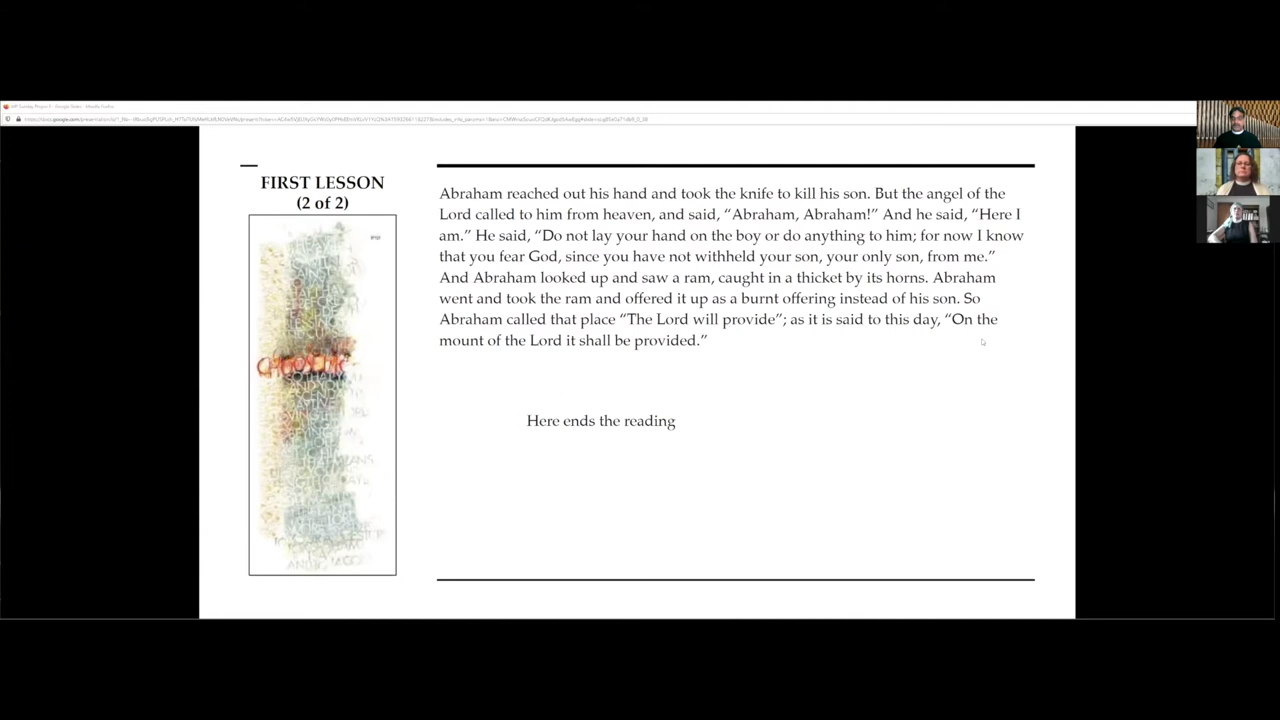 FIRST LESSON
(2 of 2)
CHOOSE LIFE
Abraham reached out his hand and took the knife to kill his son. But the angel of the
Lord called to him from heaven, and said, “Abraham, Abraham!” And he said, “Here I
am.” He said, “Do not lay your hand on the boy or do anything to him; for now I know
that you fear God, since you have not withheld your son, your only son, from me.”
And Abraham looked up and saw a ram, caught in a thicket by its horns. Abraham
went and took the ram and offered it up as a burnt offering instead of his son. So
Abraham called that place “The Lord will provide”; as it is said to this day, “On the
mount of the Lord it shall be provided.”
Here ends the reading